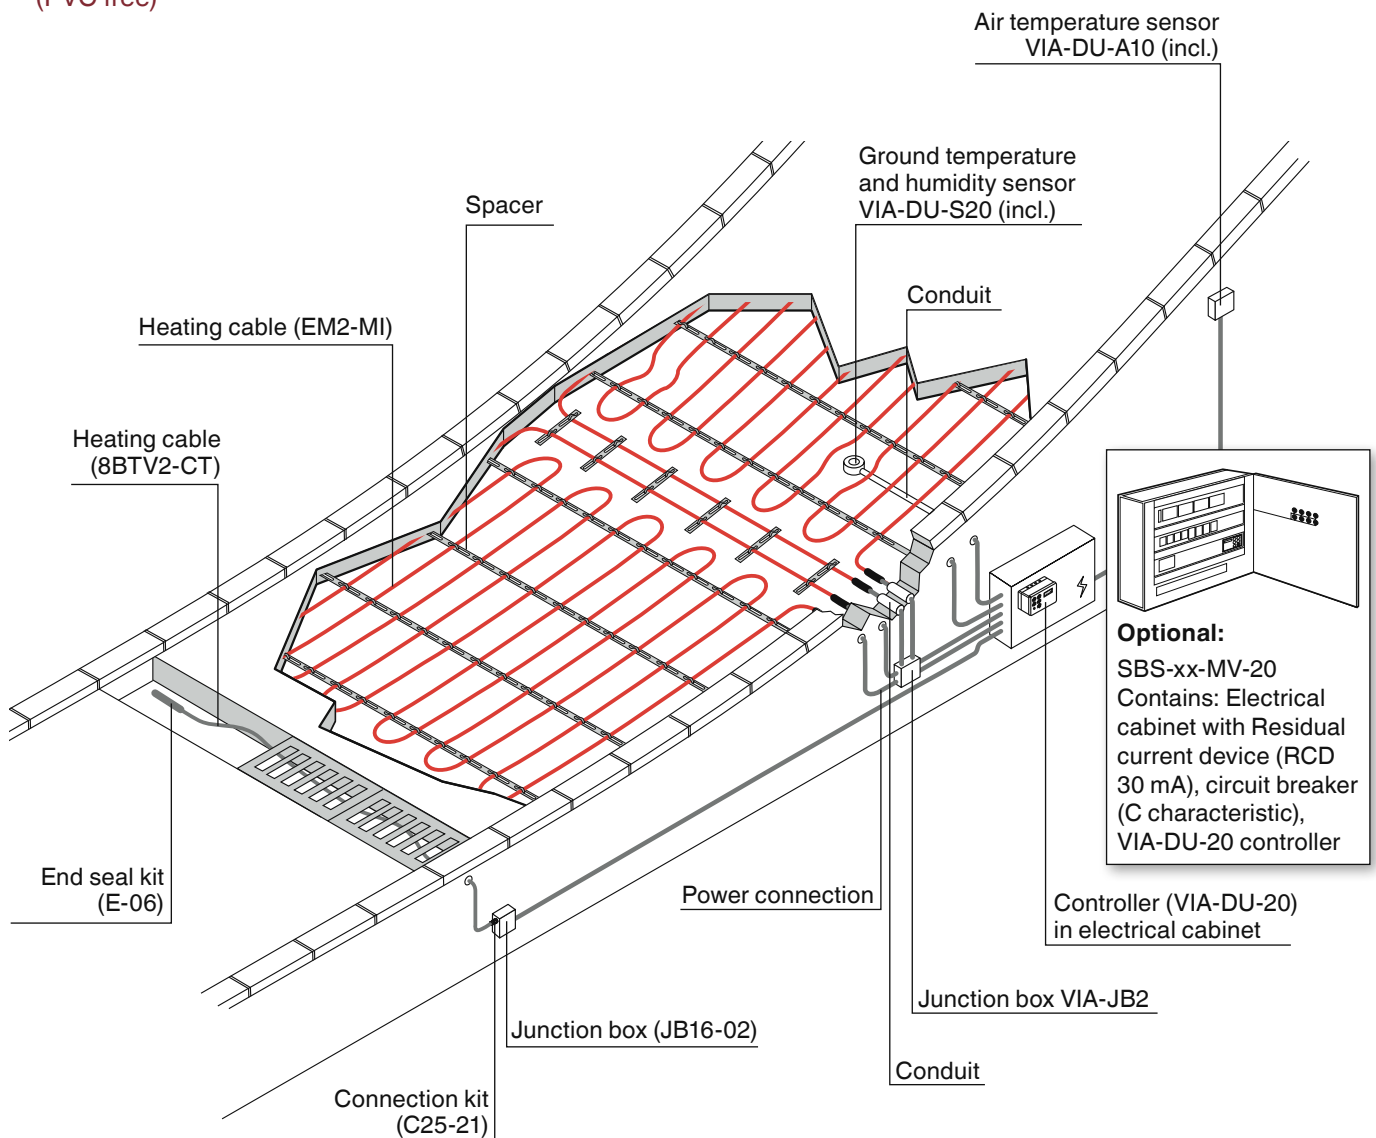 (PVC free)
Air temperature sensor
VIA-DU-A10 (incl.)
Ground temperature
and humidity sensor
VIA-DU-S20 (incl.)
Spacer
Conduit
Heating cable (EM2-MI)
Heating cable
(8BTV2-CT)
Optional:
SBS-xx-MV-20
Contains: Electrical
cabinet with Residual
current device (RCD
30 mA), circuit breaker
(C characteristic),
VIA-DU-20 controller
End seal kit
(E-06)
Power connection
Controller (VIA-DU-20)
in electrical cabinet
Junction box VIA-JB2
Junction box (JB16-02)
Conduit
Connection kit
(C25-21)